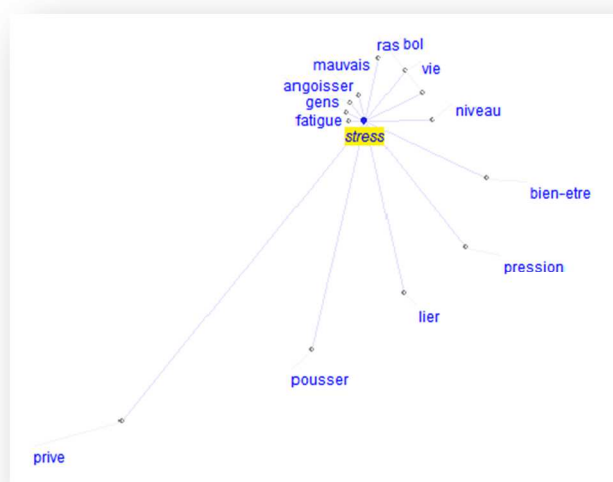 ras bol
mauvais
vie
angoisser
gens
niveau
fatigue
stress
bien-etre
pression
lier
pousser
prive